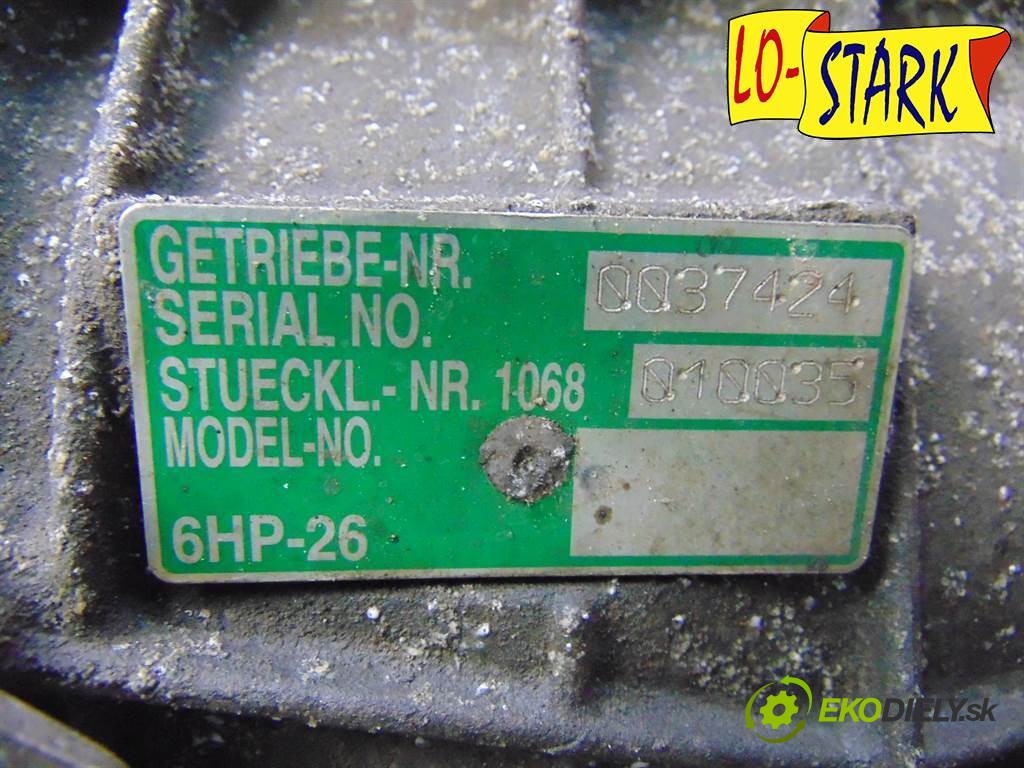 LO-STARK
GETRIEBE-NR. 0037424
SERIAL NO.
STUECKL.- NR. 1068 010035
MODEL-NO.
6HP-26
EKODIELY.sk